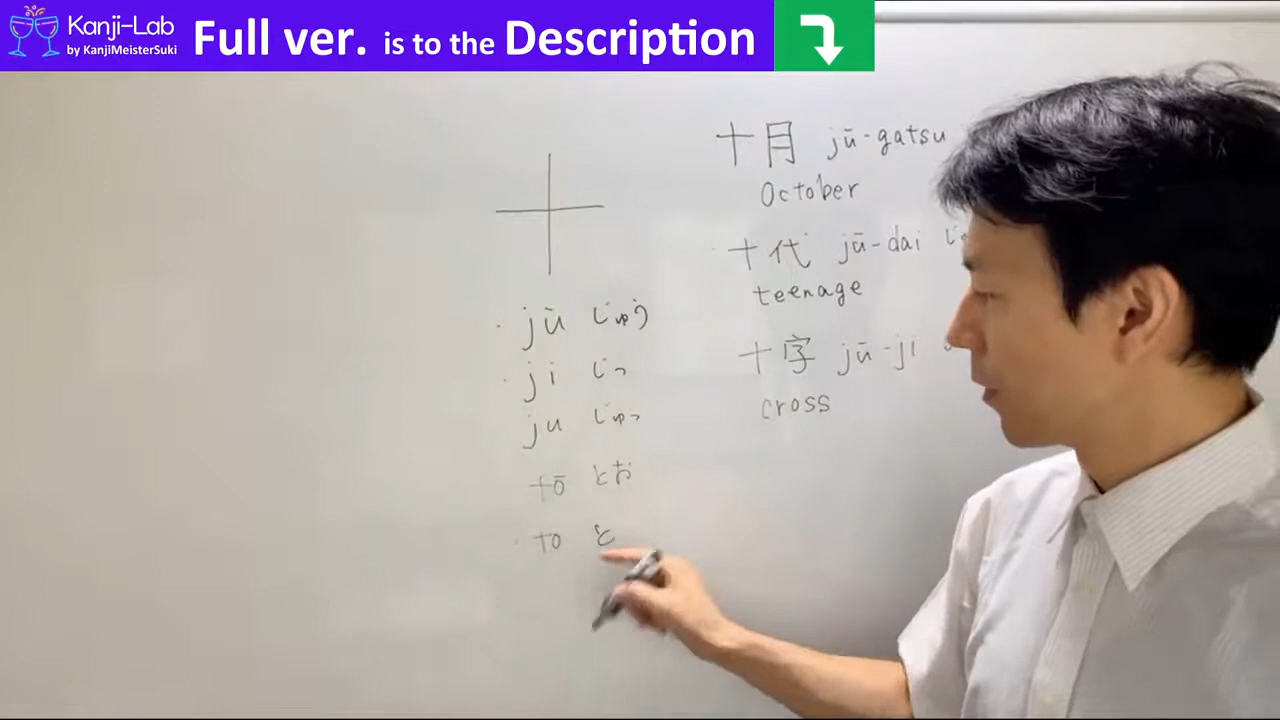 Kanji-Lab
by KanjiMeisterSuki
Full ver. is to the Description
十
jū じゅう
ji じっ
ju じゅっ
tō とお
to と
十月 jū-gatsu
October
十代 jū-dai じ
teenage
十字 jū-ji
cross